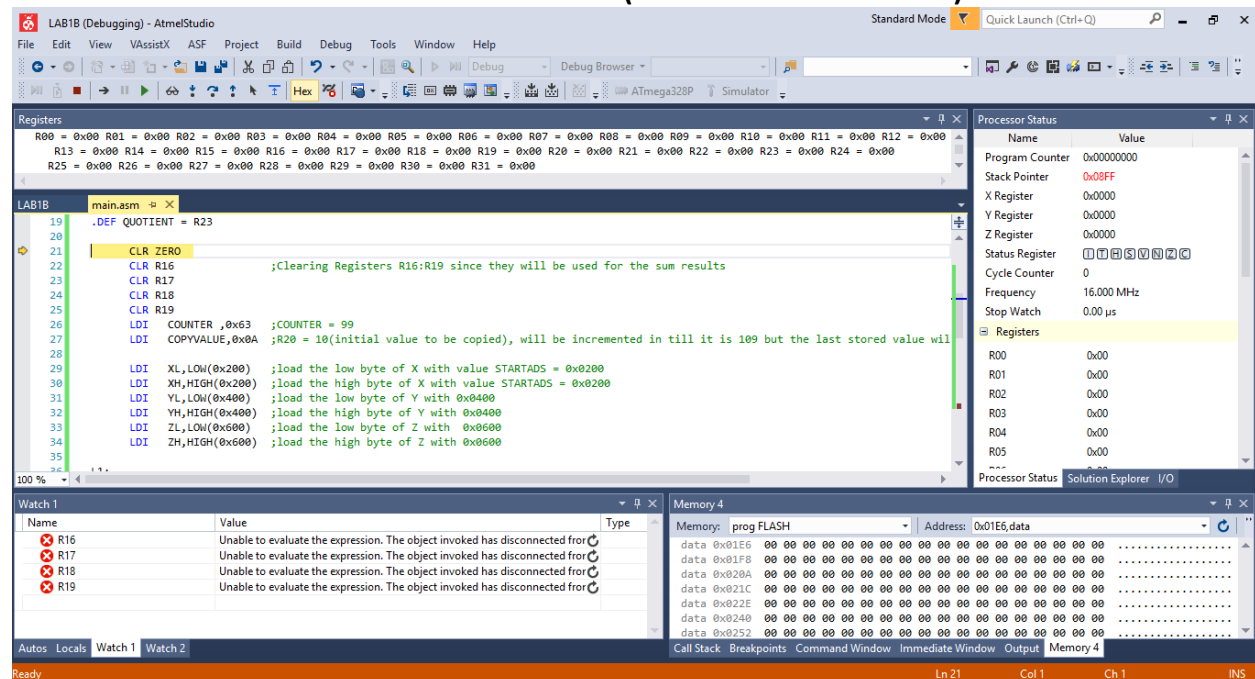 LAB1B (Debugging) - AtmelStudio
Standard Mode
Quick Launch (Ctrl+Q)
File Edit View VAssistX ASF Project Build Debug Tools Window Help
Debug Debug Browser
Hex ATmega328P Simulator
Registers
R00 = 0x00 R01 = 0x00 R02 = 0x00 R03 = 0x00 R04 = 0x00 R05 = 0x00 R06 = 0x00 R07 = 0x00 R08 = 0x00 R09 = 0x00 R10 = 0x00 R11 = 0x00 R12 = 0x00
R13 = 0x00 R14 = 0x00 R15 = 0x00 R16 = 0x00 R17 = 0x00 R18 = 0x00 R19 = 0x00 R20 = 0x00 R21 = 0x00 R22 = 0x00 R23 = 0x00 R24 = 0x00
R25 = 0x00 R26 = 0x00 R27 = 0x00 R28 = 0x00 R29 = 0x00 R30 = 0x00 R31 = 0x00
LAB1B main.asm
19 .DEF QUOTIENT = R23
20
21 CLR ZERO
22 CLR R16 ;Clearing Registers R16:R19 since they will be used for the sum results
23 CLR R17
24 CLR R18
25 CLR R19
26 LDI COUNTER ,0x63 ;COUNTER = 99
27 LDI COPYVALUE,0x0A ;R20 = 10(initial value to be copied), will be incremented in till it is 109 but the last stored value wil
28
29 LDI XL,LOW(0x200) ;load the low byte of X with value STARTADS = 0x0200
30 LDI XH,HIGH(0x200) ;load the high byte of X with value STARTADS = 0x0200
31 LDI YL,LOW(0x400) ;load the low byte of Y with 0x0400
32 LDI YH,HIGH(0x400) ;load the high byte of Y with 0x0400
33 LDI ZL,LOW(0x600) ;load the low byte of Z with 0x0600
34 LDI ZH,HIGH(0x600) ;load the high byte of Z with 0x0600
35
100 %
Processor Status
Name Value
Program Counter 0x00000000
Stack Pointer 0x08FF
X Register 0x0000
Y Register 0x0000
Z Register 0x0000
Status Register I T H S V N Z C
Cycle Counter 0
Frequency 16.000 MHz
Stop Watch 0.00 µs
Registers
R00 0x00
R01 0x00
R02 0x00
R03 0x00
R04 0x00
R05 0x00
Processor Status Solution Explorer I/O
Watch 1
Name Value Type
R16 Unable to evaluate the expression. The object invoked has disconnected fror
R17 Unable to evaluate the expression. The object invoked has disconnected fror
R18 Unable to evaluate the expression. The object invoked has disconnected fror
R19 Unable to evaluate the expression. The object invoked has disconnected fror
Autos Locals Watch 1 Watch 2
Memory 4
Memory: prog FLASH Address: 0x01E6,data
data 0x01E6 00 00 00 00 00 00 00 00 00 00 00 00 00 00 00 00 00 00 ..................
data 0x01F8 00 00 00 00 00 00 00 00 00 00 00 00 00 00 00 00 00 00 ..................
data 0x020A 00 00 00 00 00 00 00 00 00 00 00 00 00 00 00 00 00 00 ..................
data 0x021C 00 00 00 00 00 00 00 00 00 00 00 00 00 00 00 00 00 00 ..................
data 0x022E 00 00 00 00 00 00 00 00 00 00 00 00 00 00 00 00 00 00 ..................
data 0x0240 00 00 00 00 00 00 00 00 00 00 00 00 00 00 00 00 00 00 ..................
data 0x0252 00 00 00 00 00 00 00 00 00 00 00 00 00 00 00 00 00 00 ..................
Call Stack Breakpoints Command Window Immediate Window Output Memory 4
Ready Ln 21 Col 1 Ch 1 INS